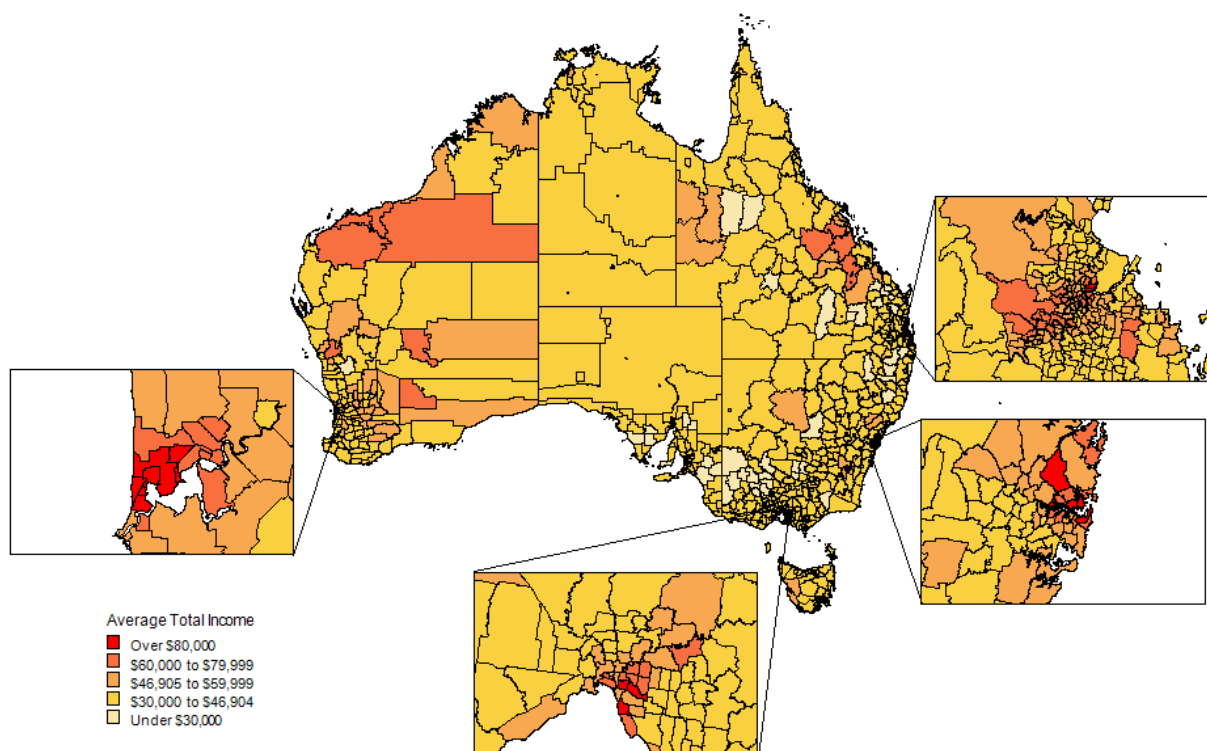 Average Total Income
Over $80,000
$60,000 to $79,999
$46,905 to $59,999
$30,000 to $46,904
Under $30,000